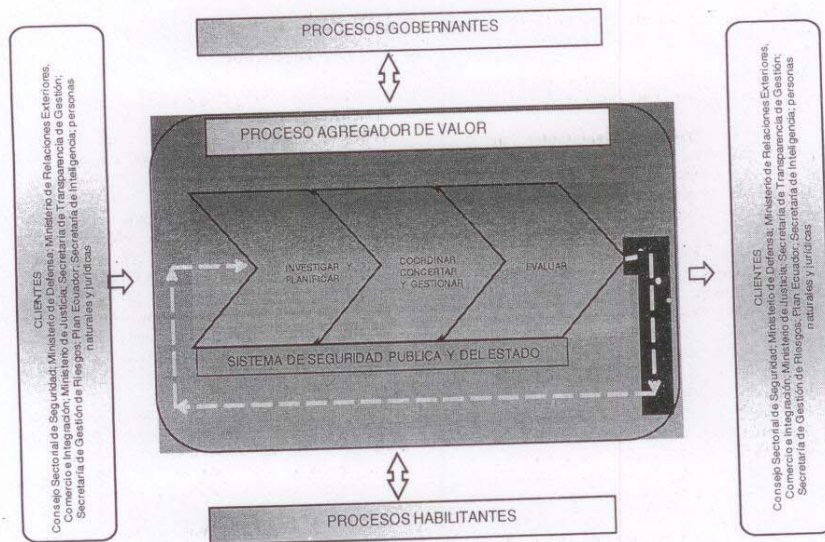 CLIENTES
Consejo Sectorial de Seguridad; Ministerio de Defensa; Ministerio de Relaciones Exteriores,
Comercio e Integración; Ministerio de Justicia; Secretaría de Transparencia de Gestión;
Secretaría de Gestión de Riesgos; Plan Ecuador; Secretaría de Inteligencia; personas
naturales y jurídicas
PROCESOS GOBERNANTES
PROCESO AGREGADOR DE VALOR
INVESTIGAR Y
PLANIFICAR
COORDINAR
CONCERTAR
Y GESTIONAR
EVALUAR
SISTEMA DE SEGURIDAD PUBLICA Y DEL ESTADO
PROCESOS HABILITANTES
CLIENTES
Consejo Sectorial de Seguridad; Ministerio de Defensa; Ministerio de Relaciones Exteriores,
Comercio e Integración; Ministerio de Justicia; Secretaría de Transparencia de Gestión;
Secretaría de Gestión de Riesgos; Plan Ecuador; Secretaría de Inteligencia; personas
naturales y jurídicas